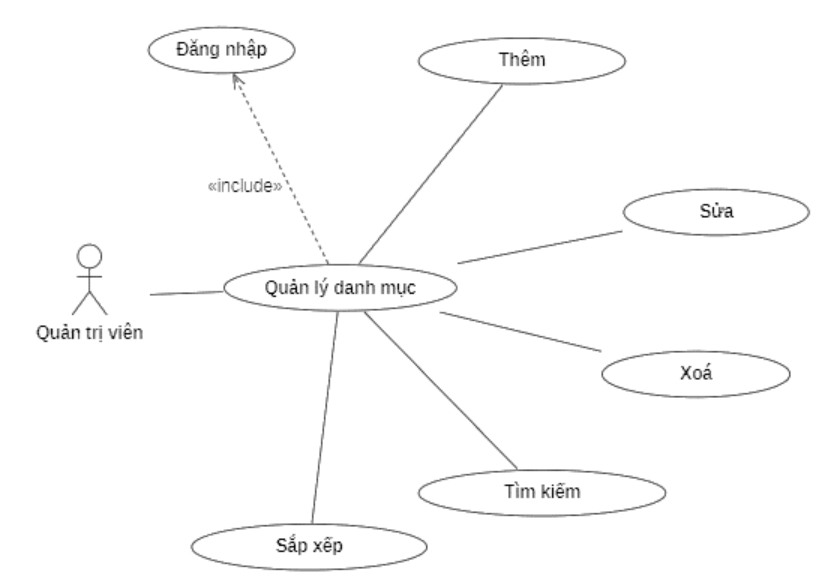 Đăng nhập
Thêm
«include»
Sửa
Quản lý danh mục
Quản trị viên
Xoá
Tìm kiếm
Sắp xếp